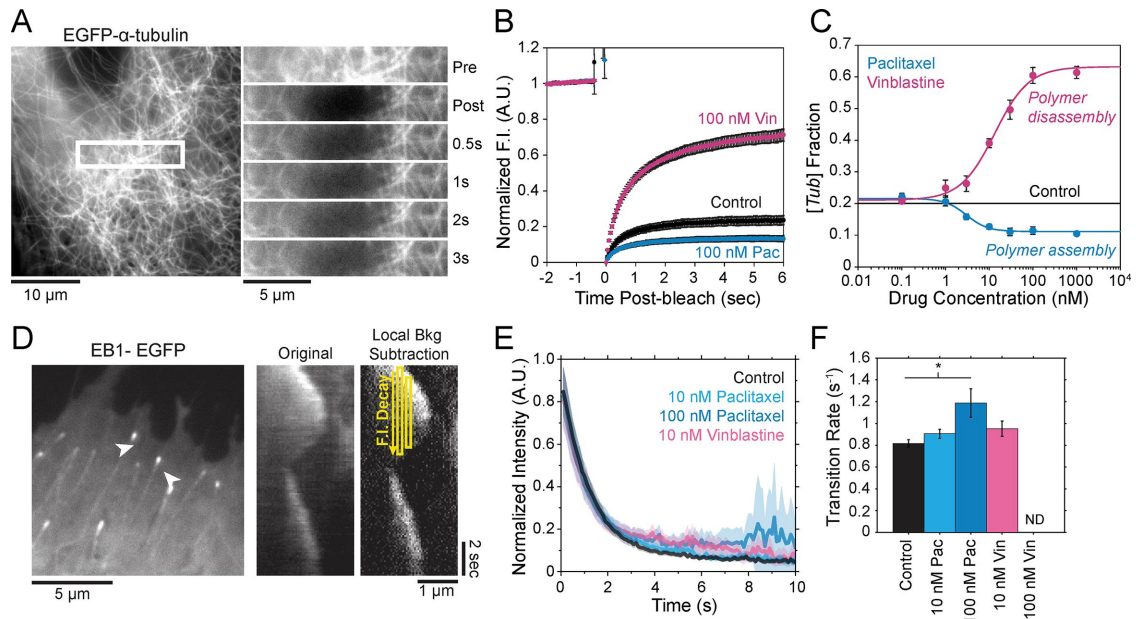 A
EGFP-α-tubulin
Pre
Post
0.5s
1s
2s
3s
10 µm
5 µm
B
Normalized F.I. (A.U.)
1.2
1.0
0.8
0.6
0.4
0.2
0
100 nM Vin
Control
100 nM Pac
-2 -1 0 1 2 3 4 5 6
Time Post-bleach (sec)
C
[Tub] Fraction
0.7
0.6
0.5
0.4
0.3
0.2
0.1
0
Paclitaxel
Vinblastine
Polymer
disassembly
Control
Polymer assembly
0.01 0.1 1 10 100 1000 10⁴
Drug Concentration (nM)
D
EB1- EGFP
Original
Local Bkg
Subtraction
F.I. Decay
2 sec
5 µm
1 µm
E
Normalized Intensity (A.U.)
1.0
0.8
0.6
0.4
0.2
0
Control
10 nM Paclitaxel
100 nM Paclitaxel
10 nM Vinblastine
0 2 4 6 8 10
Time (s)
F
Transition Rate (s⁻¹)
1.6
1.4
1.2
1.0
0.8
0.6
0.4
0.2
0
*
ND
Control
10 nM Pac
100 nM Pac
10 nM Vin
100 nM Vin